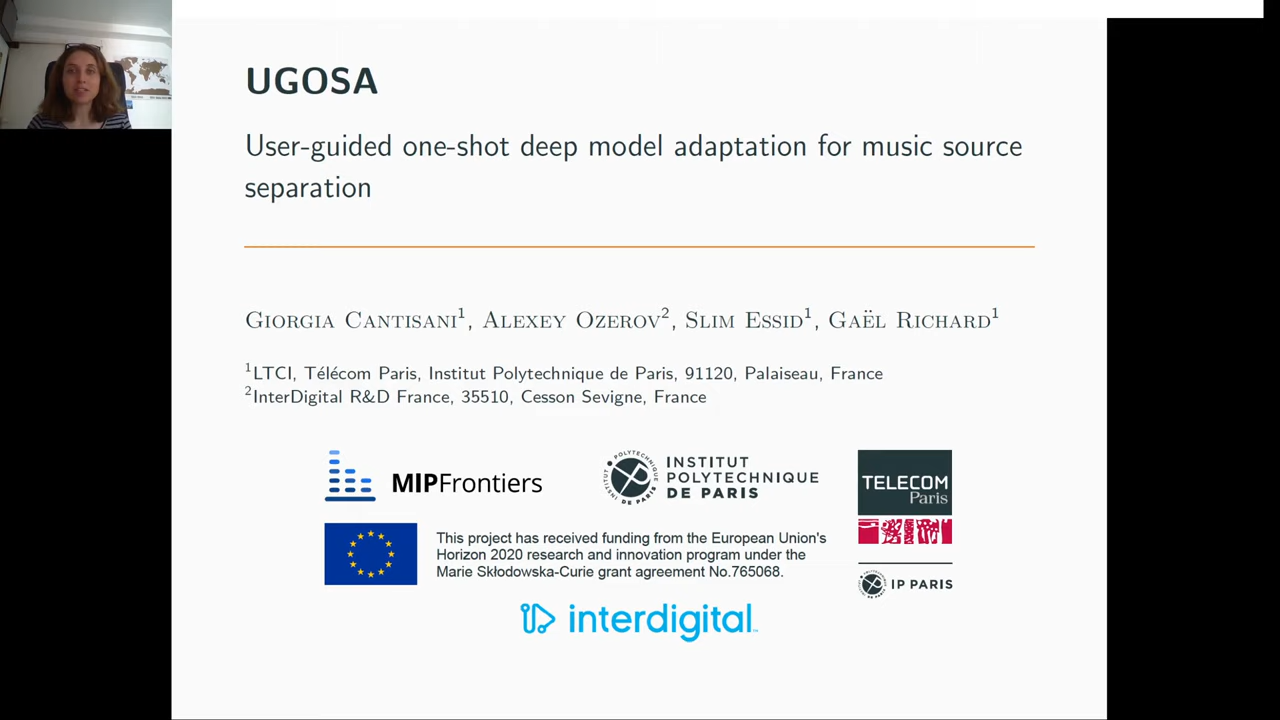 UGOSA
User-guided one-shot deep model adaptation for music source
separation
GIORGIA CANTISANI¹, ALEXEY OZEROV², SLIM ESSID¹, GAËL RICHARD¹
¹LTCI, Télécom Paris, Institut Polytechnique de Paris, 91120, Palaiseau, France
²InterDigital R&D France, 35510, Cesson Sevigne, France
MIPFrontiers
INSTITUT
POLYTECHNIQUE
DE PARIS
TELECOM
Paris
This project has received funding from the European Union's
Horizon 2020 research and innovation program under the
Marie Skłodowska-Curie grant agreement No.765068.
IP PARIS
interdigital